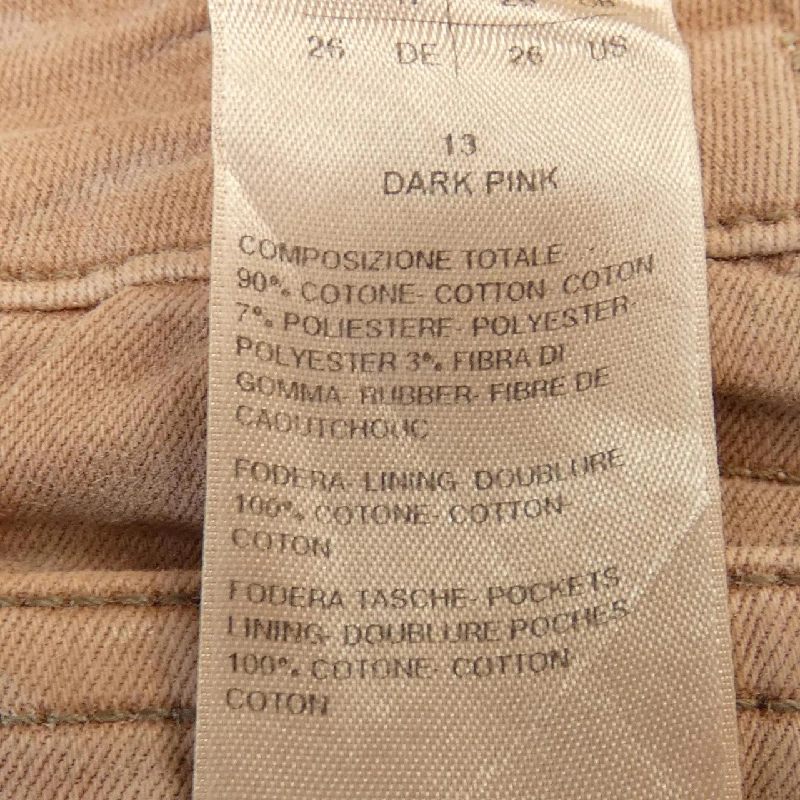 26 DE 26 US
13
DARK PINK
COMPOSIZIONE TOTALE
90% COTONE- COTTON COTON
7% POLIESTERE- POLYESTER-
POLYESTER 3% FIBRA DI
GOMMA- RUBBER- FIBRE DE
CAOUTCHOUC
FODERA- LINING DOUBLURE
100% COTONE- COTTON-
COTON
FODERA TASCHE- POCKETS
LINING- DOUBLURE POCHES
100% COTONE- COTTON
COTON